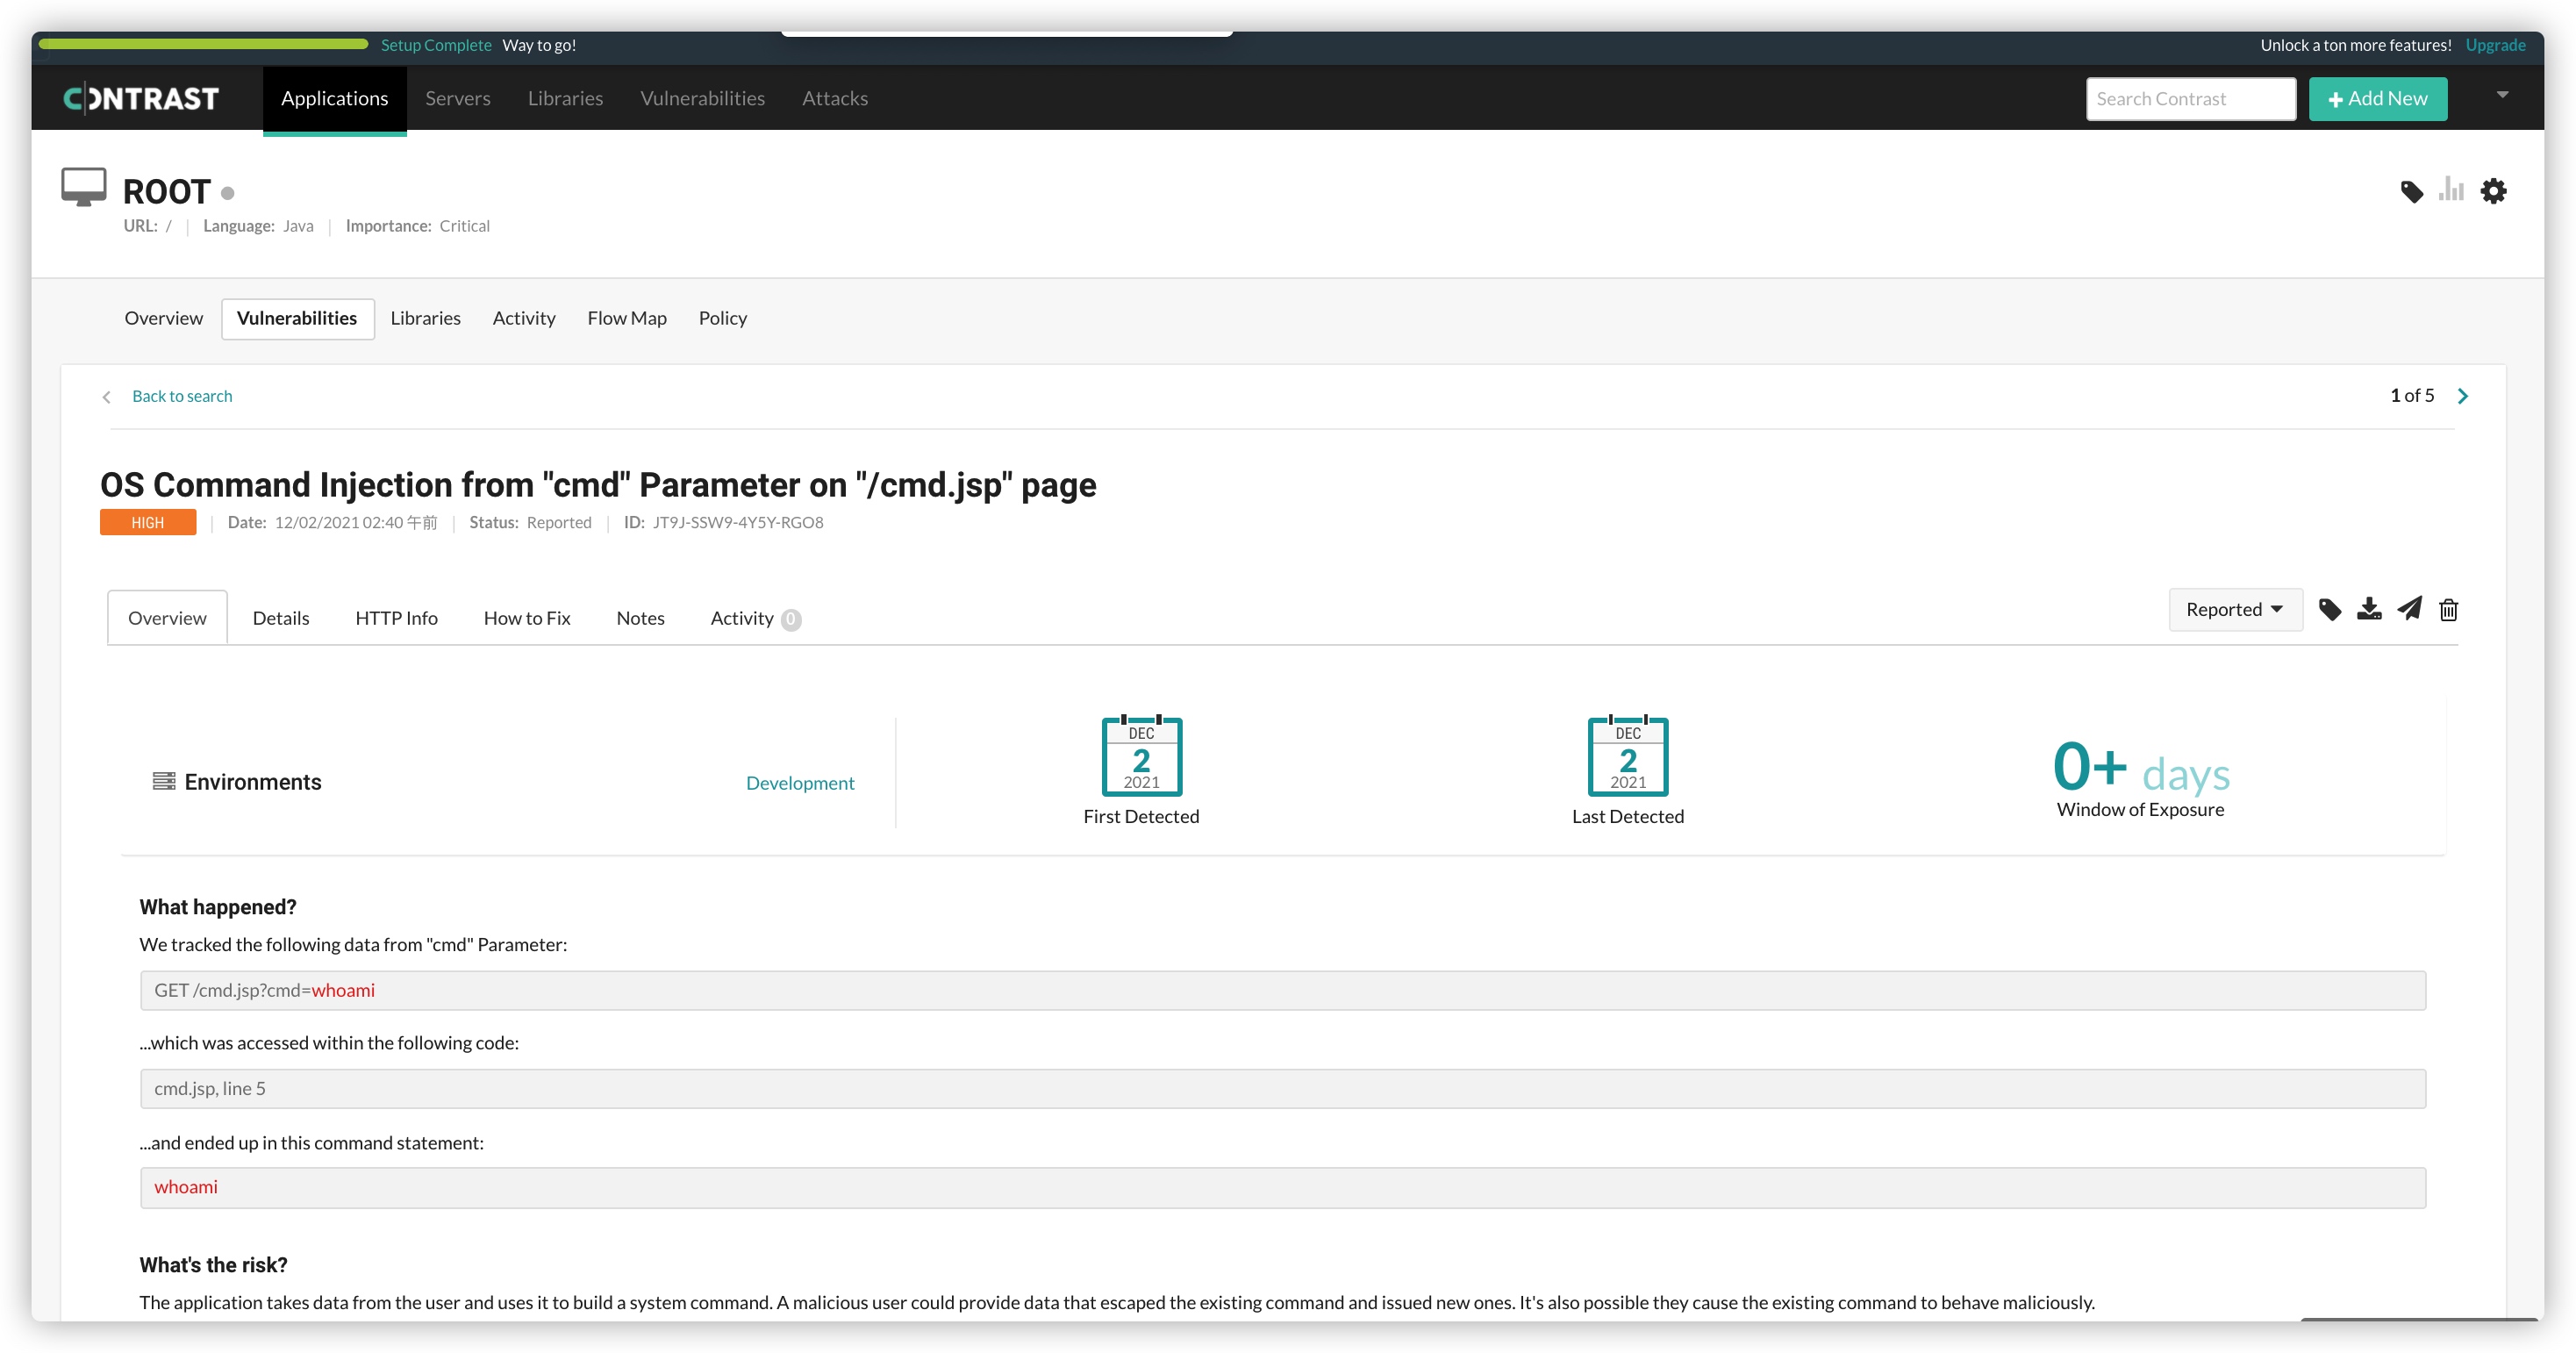 Setup Complete Way to go! Unlock a ton more features! Upgrade
CONTRAST Applications Servers Libraries Vulnerabilities Attacks Search Contrast + Add New
ROOT
URL: / | Language: Java | Importance: Critical
Overview Vulnerabilities Libraries Activity Flow Map Policy
Back to search 1 of 5
OS Command Injection from "cmd" Parameter on "/cmd.jsp" page
HIGH | Date: 12/02/2021 02:40 午前 | Status: Reported | ID: JT9J-SSW9-4Y5Y-RGO8
Overview Details HTTP Info How to Fix Notes Activity 0 Reported
Environments Development
DEC 2 2021
First Detected
DEC 2 2021
Last Detected
0+ days
Window of Exposure
What happened?
We tracked the following data from "cmd" Parameter:
GET /cmd.jsp?cmd=whoami
...which was accessed within the following code:
cmd.jsp, line 5
...and ended up in this command statement:
whoami
What's the risk?
The application takes data from the user and uses it to build a system command. A malicious user could provide data that escaped the existing command and issued new ones. It's also possible they cause the existing command to behave maliciously.